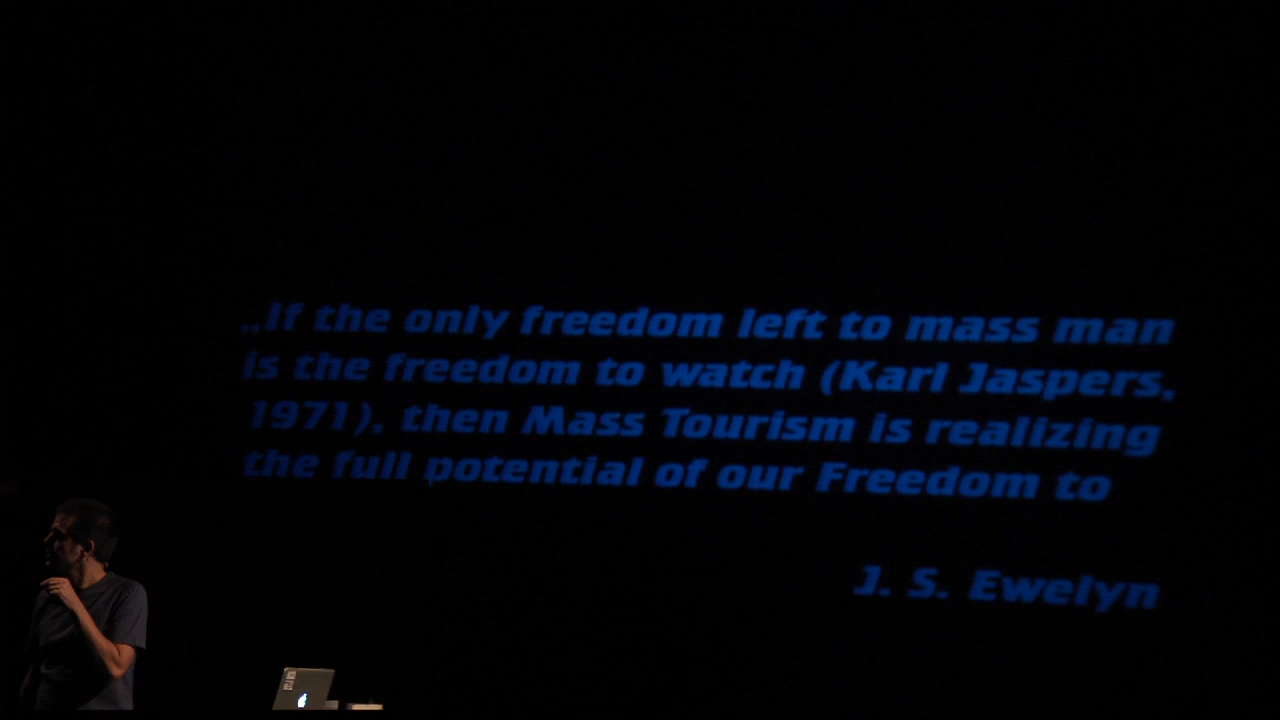 „If the only freedom left to mass man
is the freedom to watch (Karl Jaspers,
1971), then Mass Tourism is realizing
the full potential of our Freedom to
J. S. Ewelyn